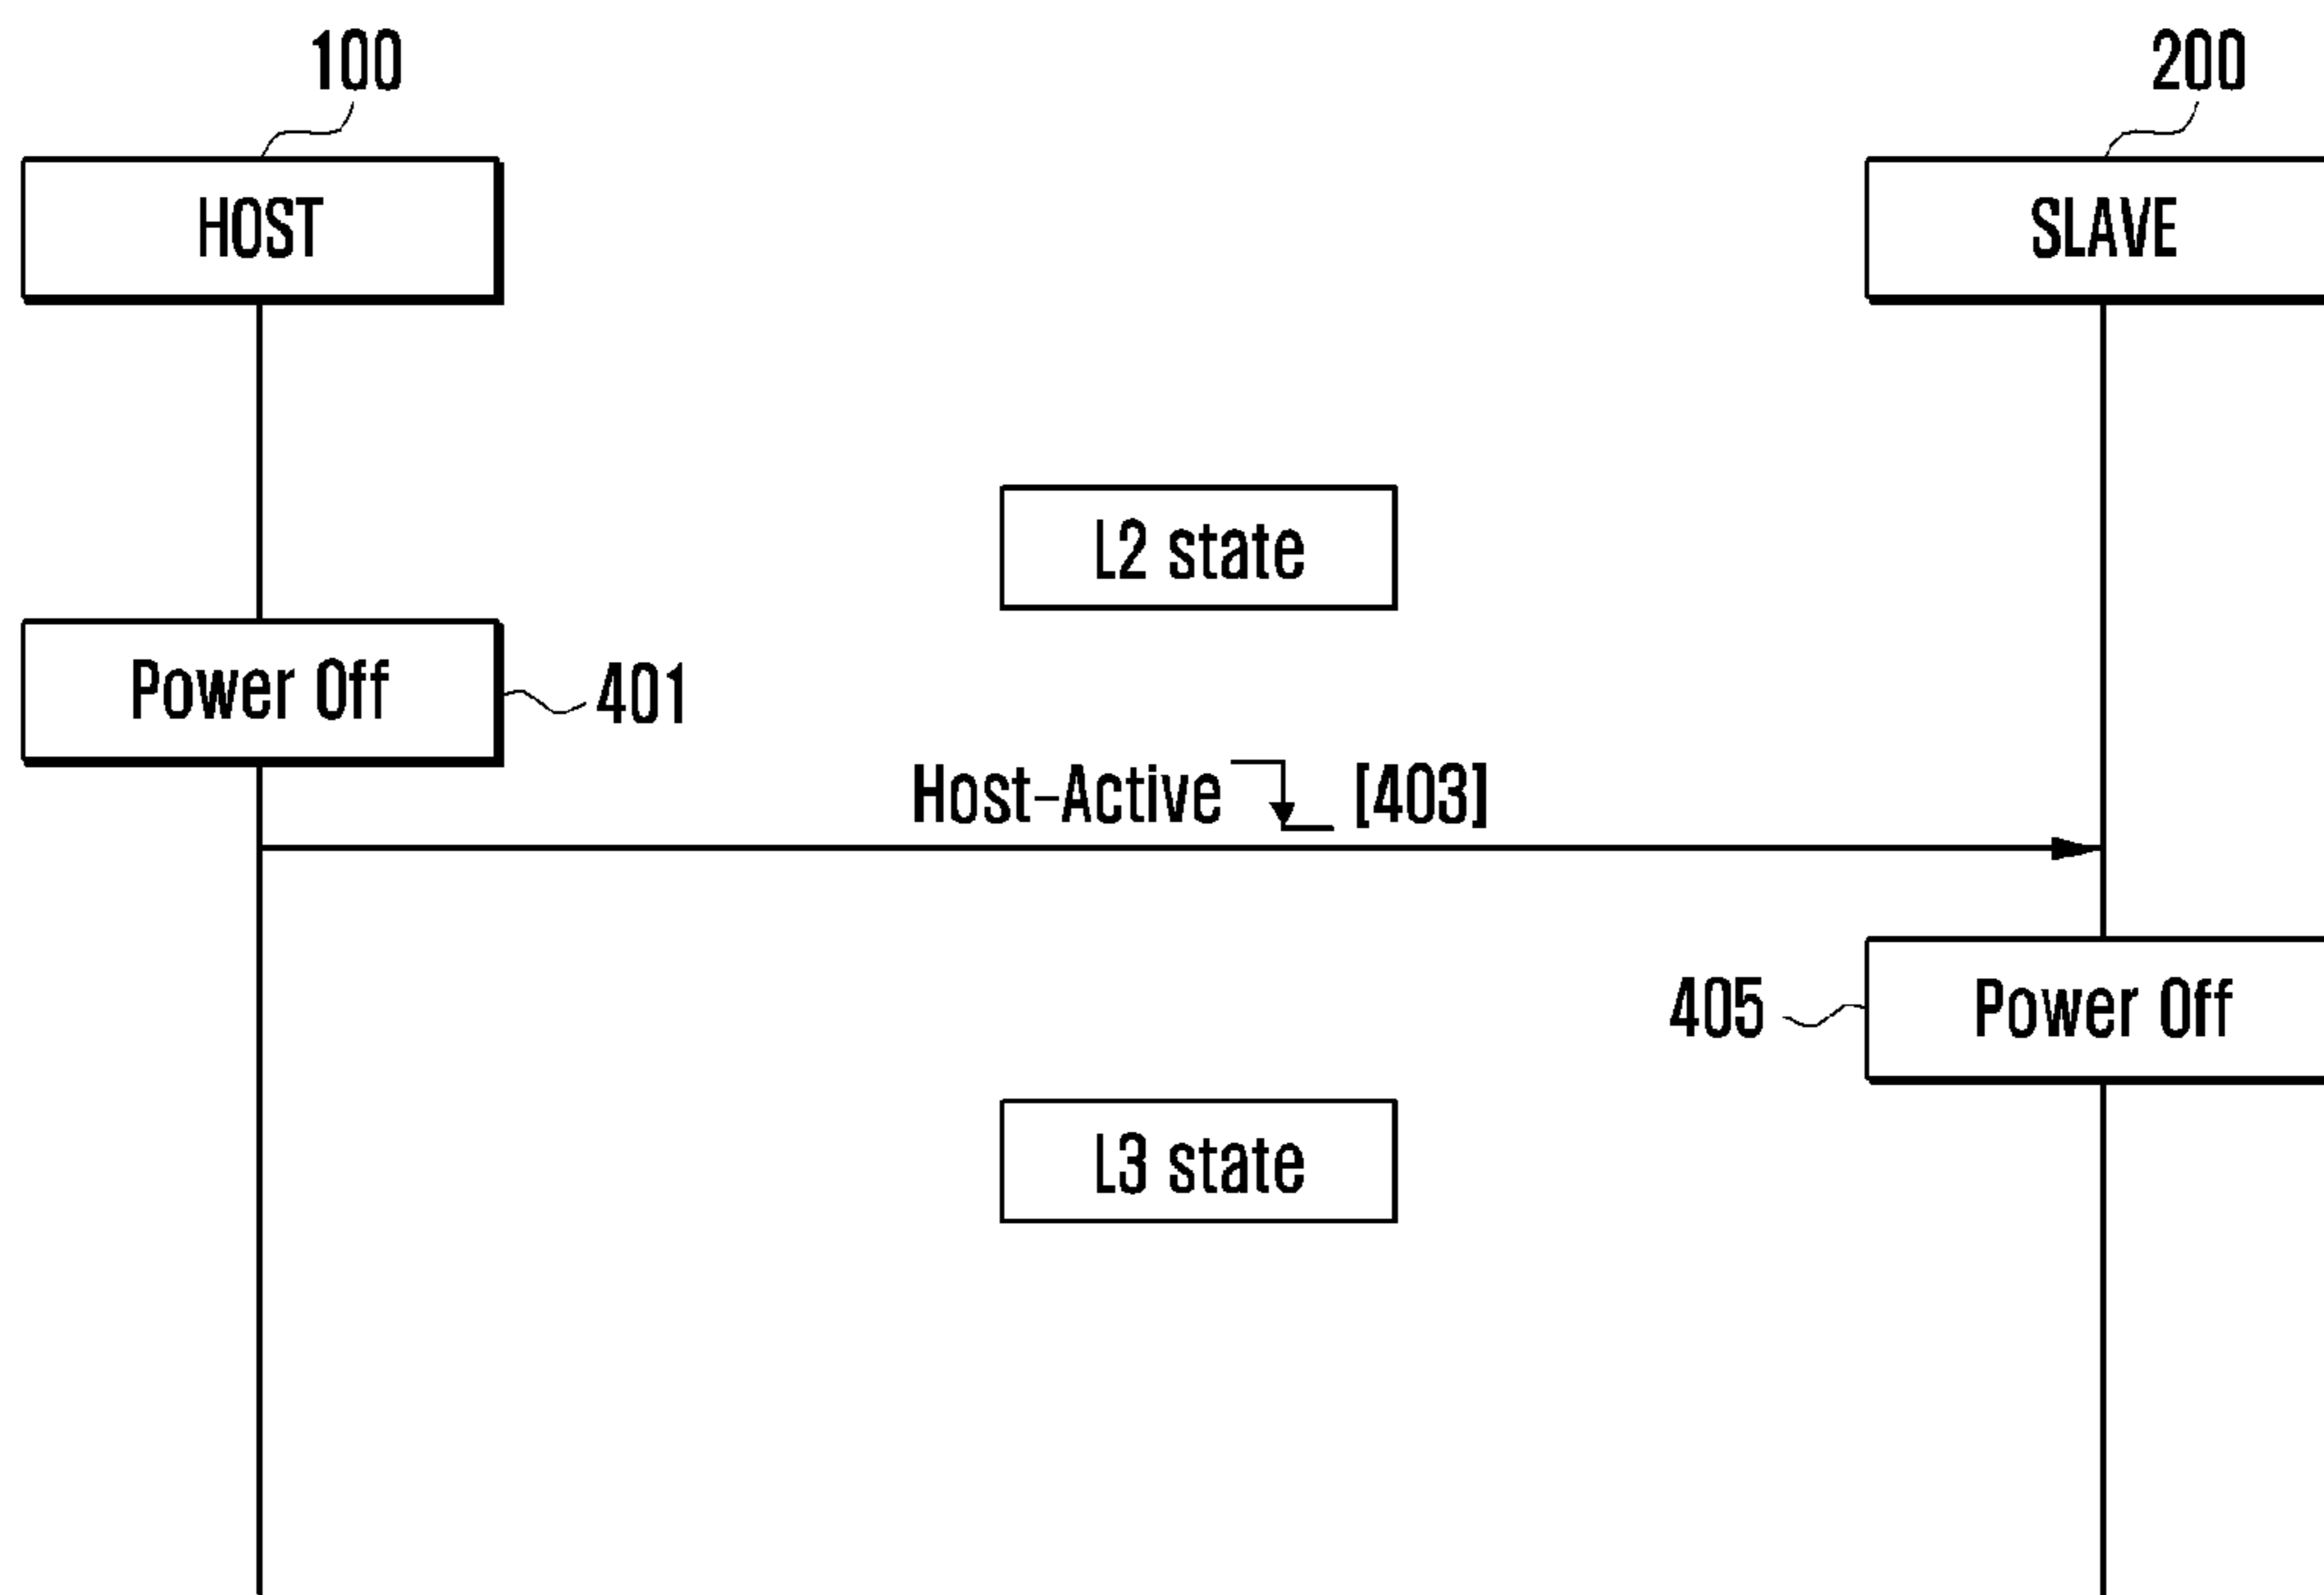 100
200
HOST
SLAVE
L2 state
Power Off
401
Host-Active [403]
405
Power Off
L3 state